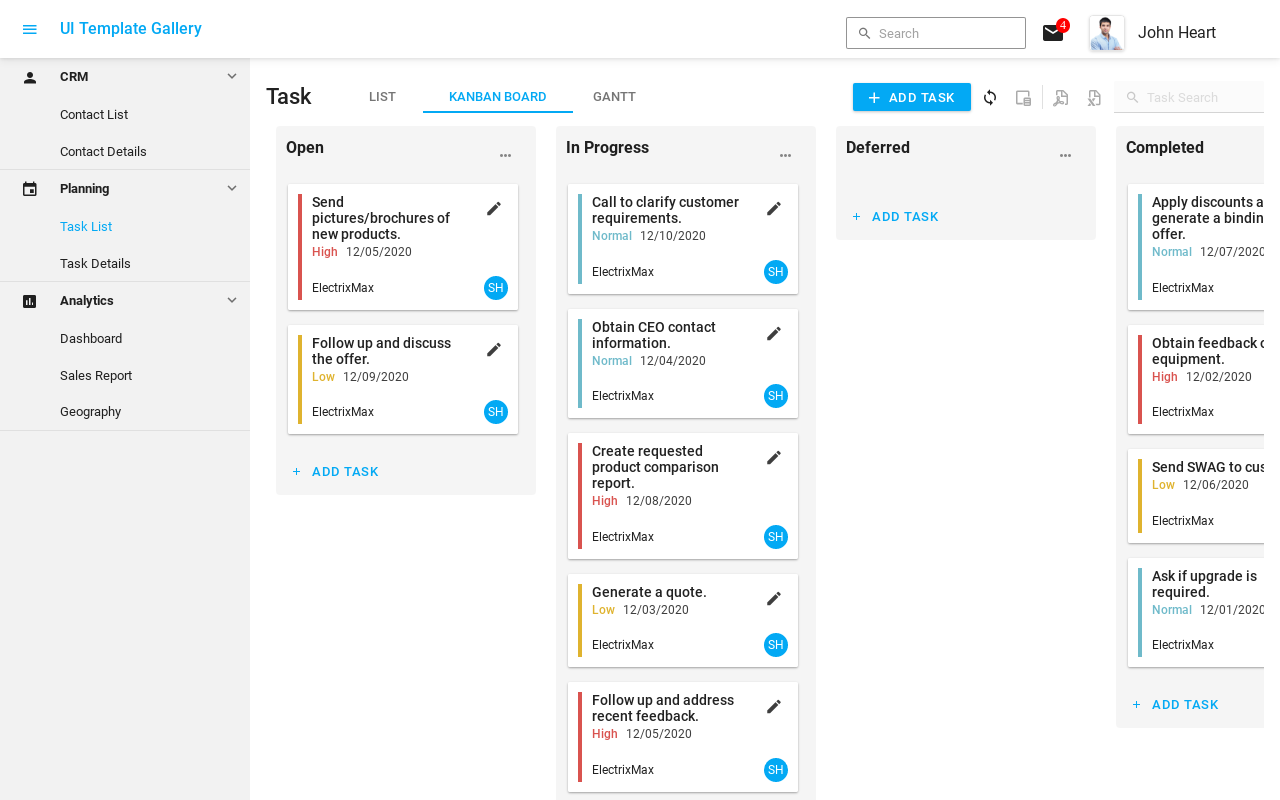 UI Template Gallery
Search
4
John Heart
CRM
Contact List
Contact Details
Planning
Task List
Task Details
Analytics
Dashboard
Sales Report
Geography
Task
LIST
KANBAN BOARD
GANTT
ADD TASK
Task Search
Open
Send
pictures/brochures of
new products.
High 12/05/2020
ElectrixMax
SH
Follow up and discuss
the offer.
Low 12/09/2020
ElectrixMax
SH
+ ADD TASK
In Progress
Call to clarify customer
requirements.
Normal 12/10/2020
ElectrixMax
SH
Obtain CEO contact
information.
Normal 12/04/2020
ElectrixMax
SH
Create requested
product comparison
report.
High 12/08/2020
ElectrixMax
SH
Generate a quote.
Low 12/03/2020
ElectrixMax
SH
Follow up and address
recent feedback.
High 12/05/2020
ElectrixMax
SH
Deferred
+ ADD TASK
Completed
Apply discounts a
generate a bindin
offer.
Normal 12/07/2020
ElectrixMax
Obtain feedback o
equipment.
High 12/02/2020
ElectrixMax
Send SWAG to cus
Low 12/06/2020
ElectrixMax
Ask if upgrade is
required.
Normal 12/01/2020
ElectrixMax
+ ADD TASK